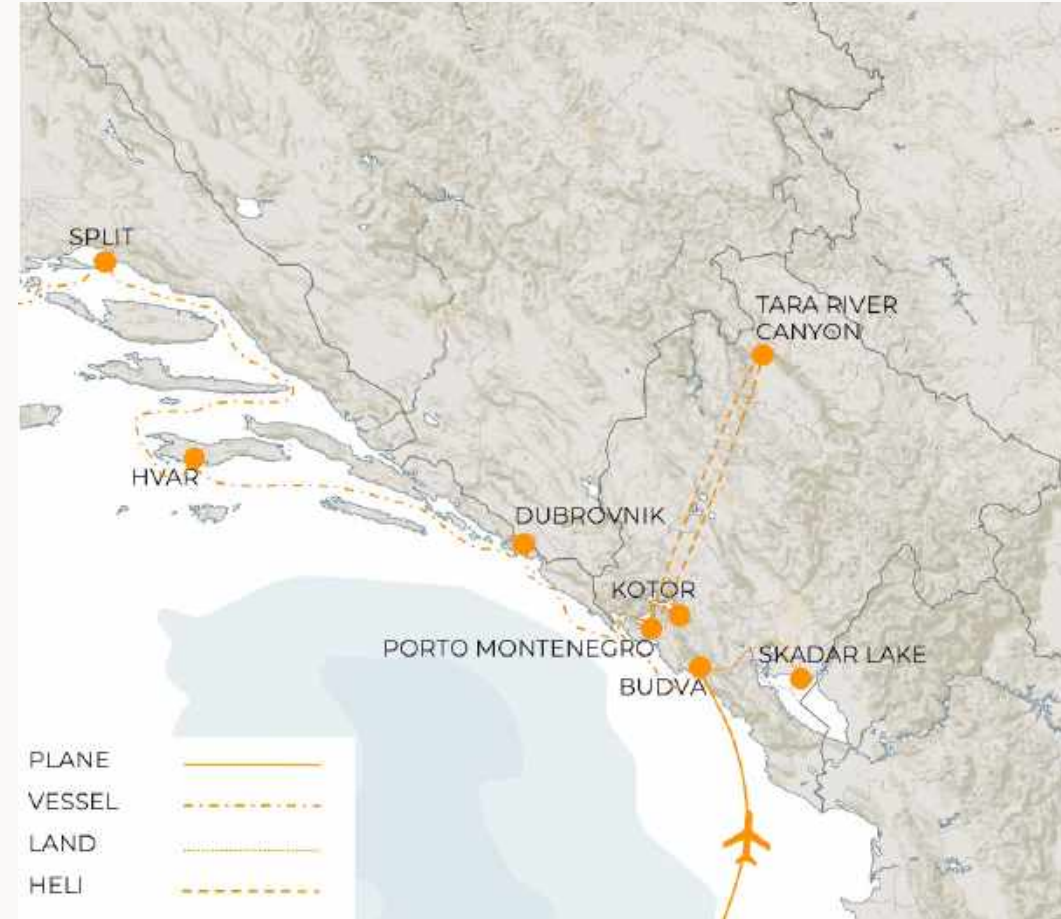 SPLIT
TARA RIVER
CANYON
HVAR
DUBROVNIK
KOTOR
PORTO MONTENEGRO
SKADAR LAKE
BUDVA
PLANE
VESSEL
LAND
HELI